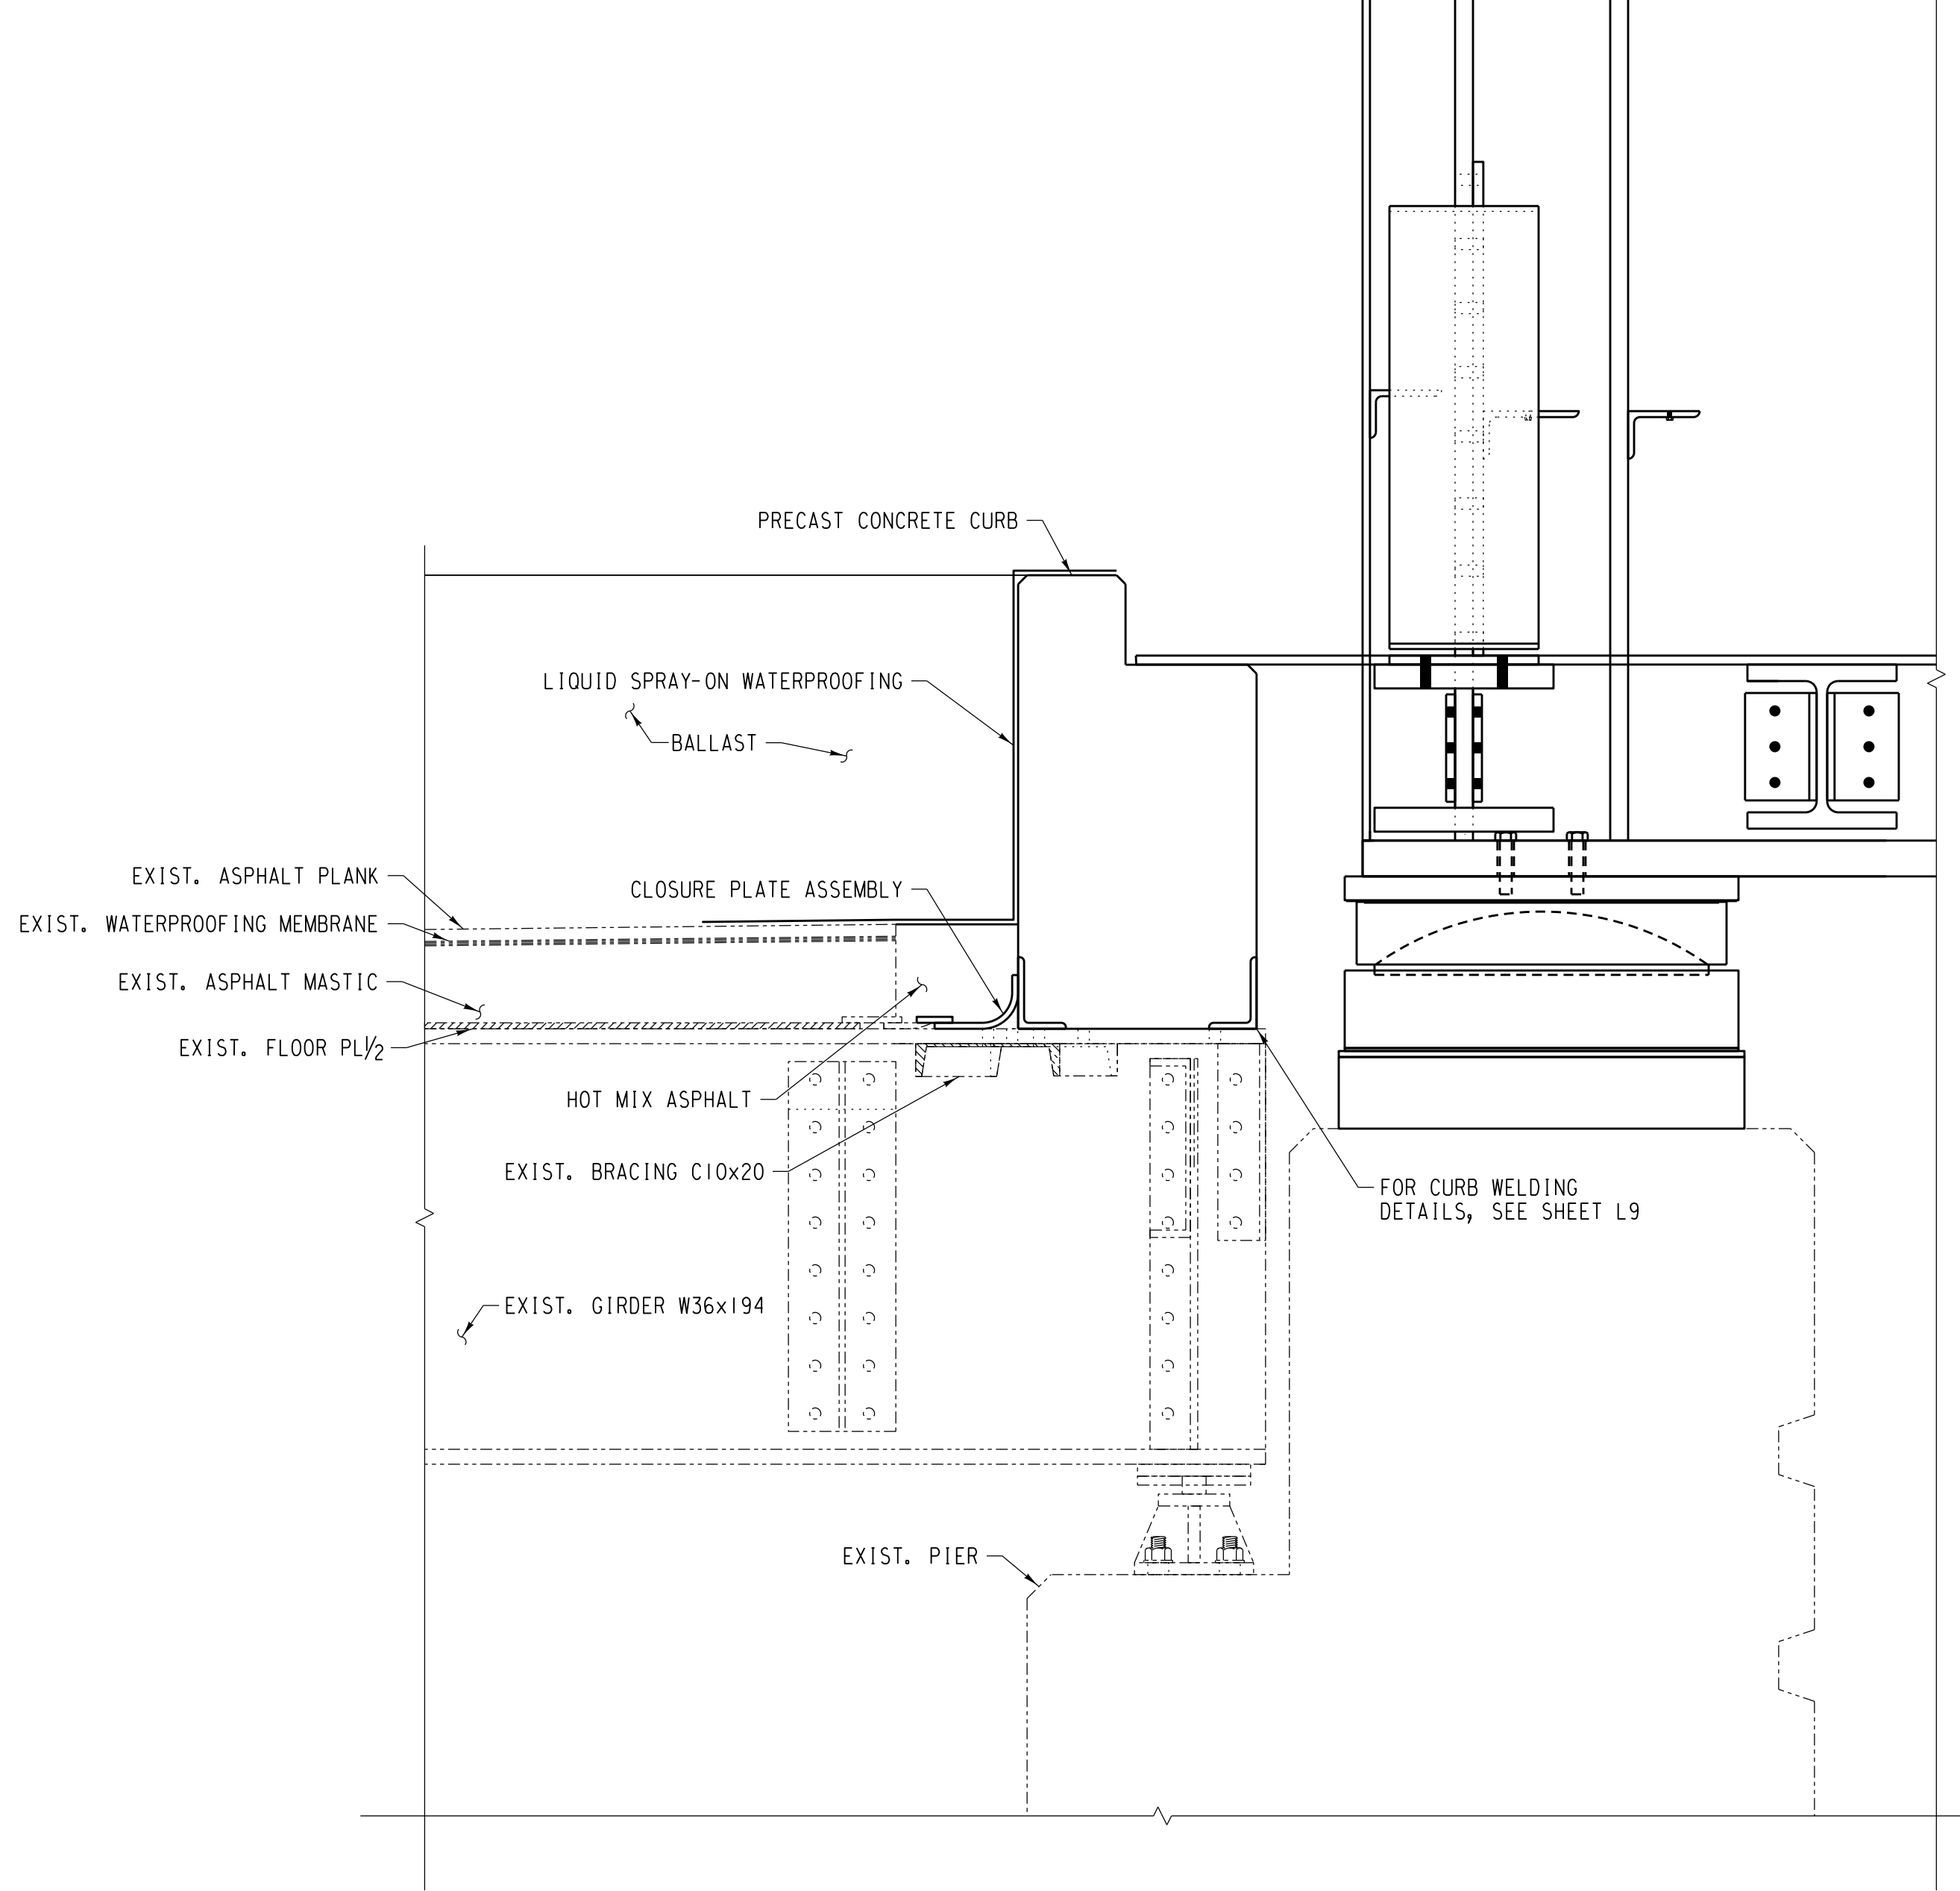 PRECAST CONCRETE CURB
LIQUID SPRAY-ON WATERPROOFING
BALLAST
EXIST. ASPHALT PLANK
CLOSURE PLATE ASSEMBLY
EXIST. WATERPROOFING MEMBRANE
EXIST. ASPHALT MASTIC
EXIST. FLOOR PL1/2
HOT MIX ASPHALT
EXIST. BRACING C10x20
FOR CURB WELDING
DETAILS, SEE SHEET L9
EXIST. GIRDER W36x194
EXIST. PIER